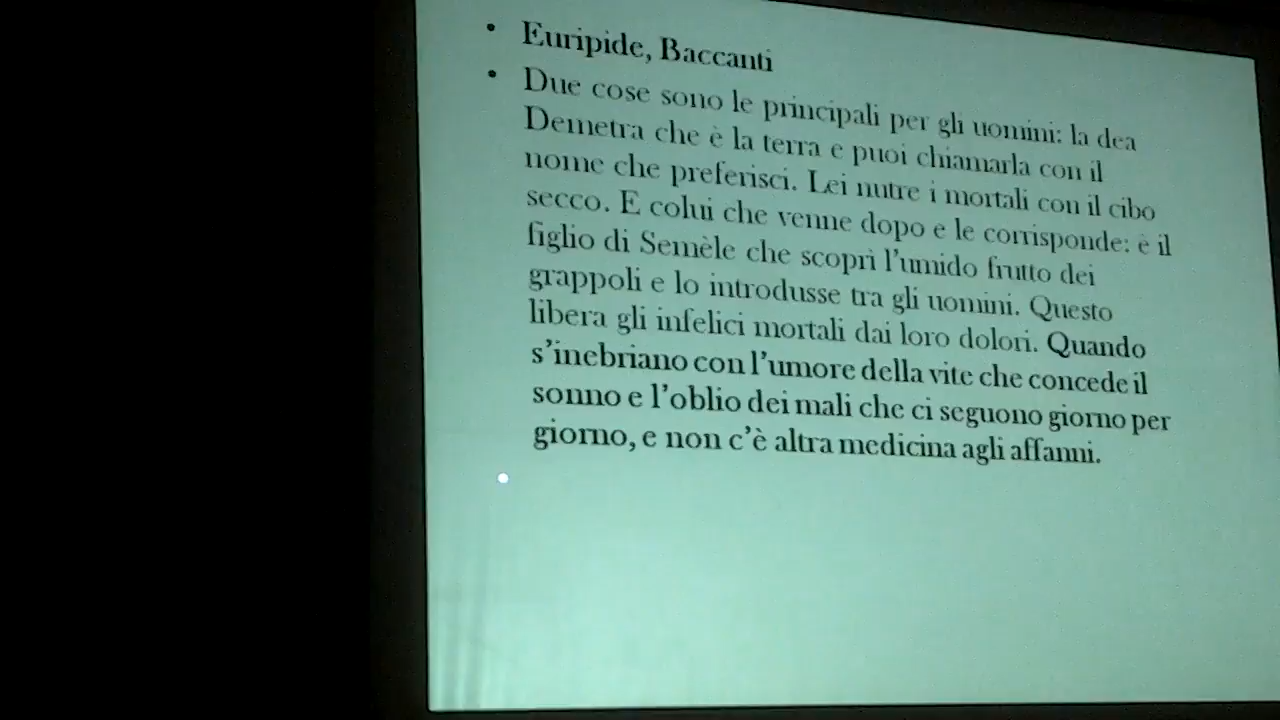 • Euripide, Baccanti
• Due cose sono le principali per gli uomini: la dea
Demetra che è la terra e puoi chiamarla con il
nome che preferisci. Lei nutre i mortali con il cibo
secco. E colui che venne dopo e le corrisponde: è il
figlio di Semèle che scoprì l'umido frutto dei
grappoli e lo introdusse tra gli uomini. Questo
libera gli infelici mortali dai loro dolori. Quando
s'inebriano con l'umore della vite che concede il
sonno e l'oblio dei mali che ci seguono giorno per
giorno, e non c'è altra medicina agli affanni.